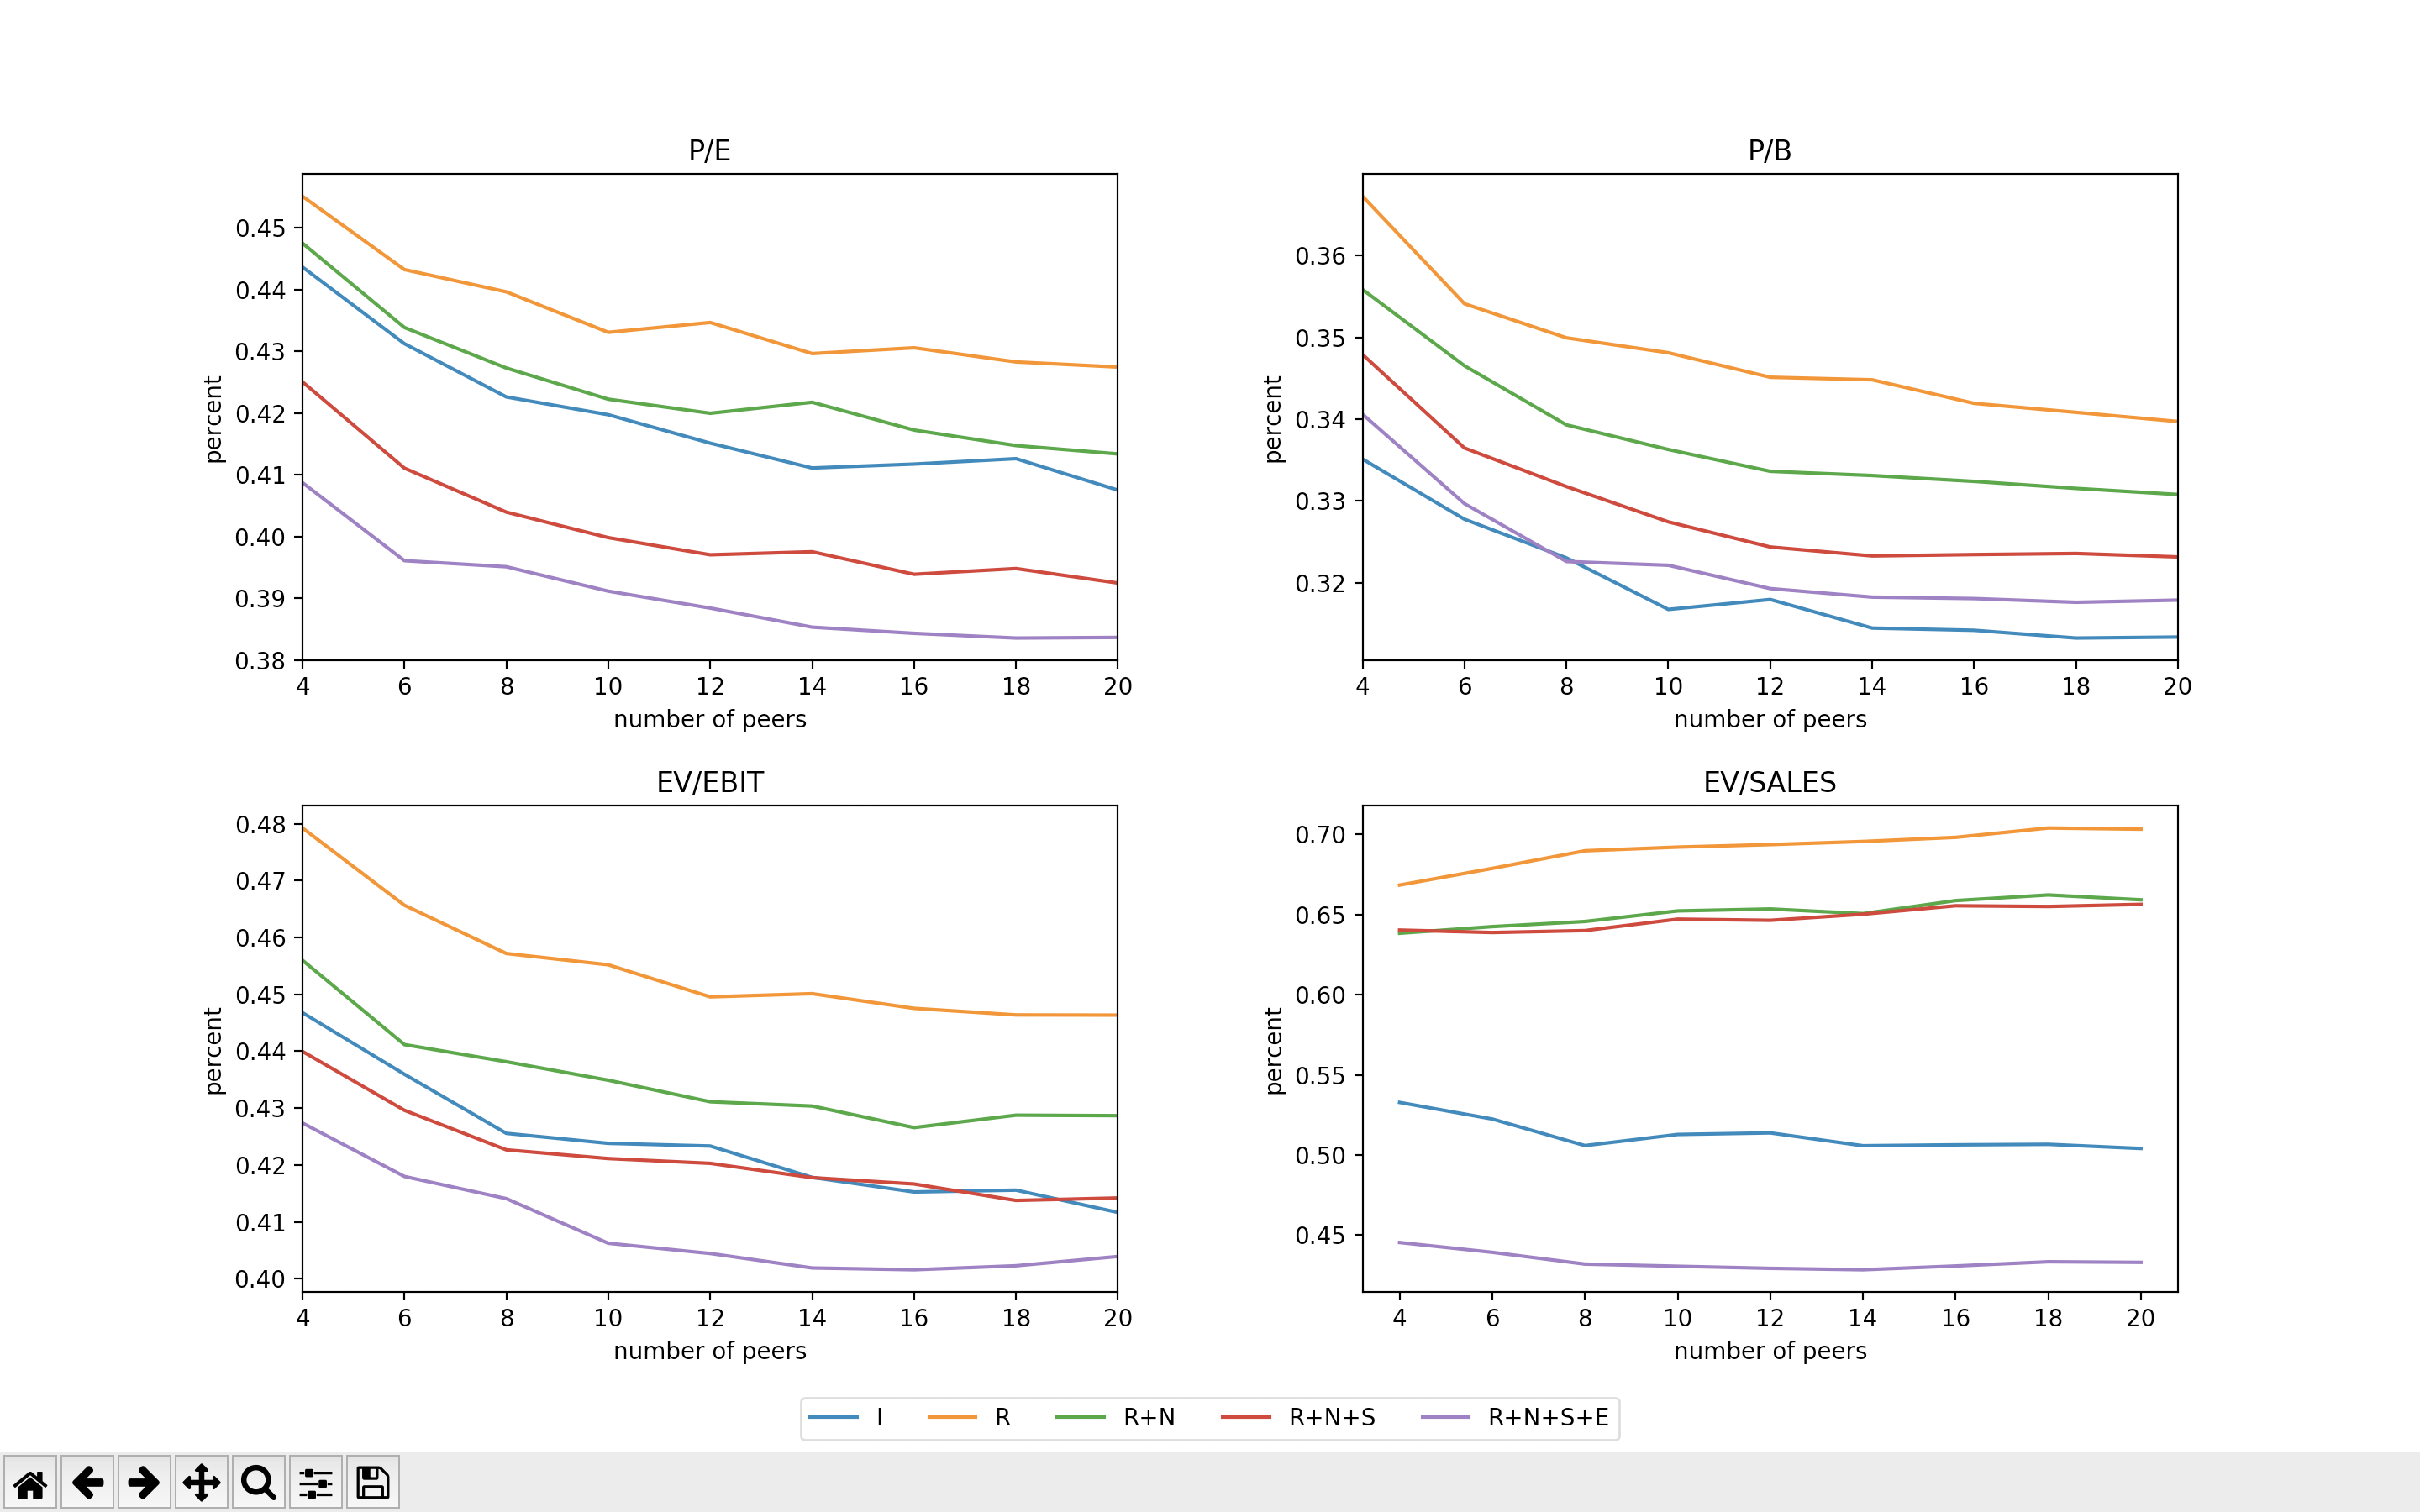 P/E
0.45
0.44
0.43
0.42
0.41
0.40
0.39
0.38
percent
4 6 8 10 12 14 16 18 20
number of peers
P/B
0.36
0.35
0.34
0.33
0.32
percent
4 6 8 10 12 14 16 18 20
number of peers
EV/EBIT
0.48
0.47
0.46
0.45
0.44
0.43
0.42
0.41
0.40
percent
4 6 8 10 12 14 16 18 20
number of peers
EV/SALES
0.70
0.65
0.60
0.55
0.50
0.45
percent
4 6 8 10 12 14 16 18 20
number of peers
I R R+N R+N+S R+N+S+E